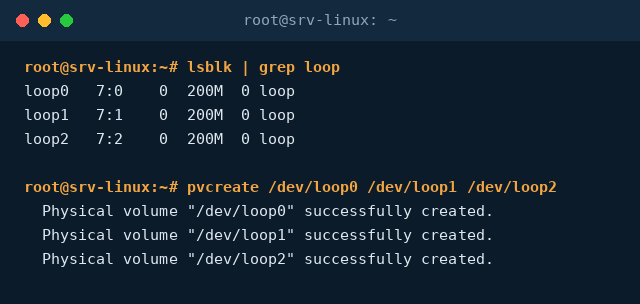 root@srv-linux: ~
root@srv-linux:~# lsblk | grep loop
loop0   7:0    0  200M  0 loop
loop1   7:1    0  200M  0 loop
loop2   7:2    0  200M  0 loop
root@srv-linux:~# pvcreate /dev/loop0 /dev/loop1 /dev/loop2
  Physical volume "/dev/loop0" successfully created.
  Physical volume "/dev/loop1" successfully created.
  Physical volume "/dev/loop2" successfully created.